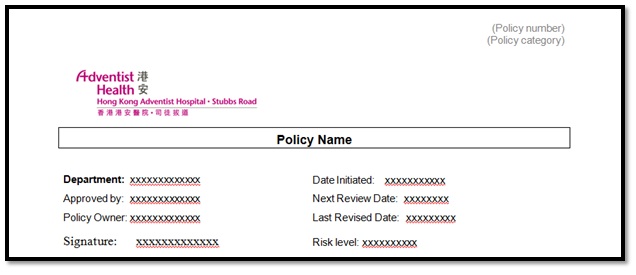 (Policy number)
(Policy category)
Adventist 港
Health 安
Hong Kong Adventist Hospital • Stubbs Road
香港港安醫院 • 司徒拔道
Policy Name
Department: xxxxxxxxxxxxx Date Initiated: xxxxxxxxxxx
Approved by: xxxxxxxxxxxxx Next Review Date: xxxxxxxx
Policy Owner: xxxxxxxxxxxxx Last Revised Date: xxxxxxxxx
Signature: xxxxxxxxxxxxx Risk level: xxxxxxxxxx